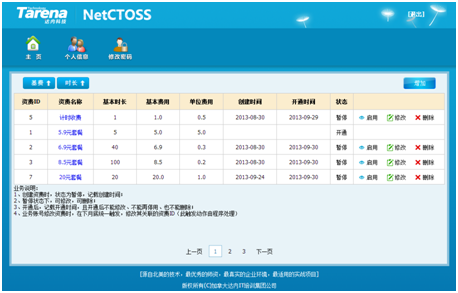 Tarena
达内科技
NetCTOSS
[退出]
主 页 个人信息 修改密码
基费 时长 增加
资费ID 资费名称 基本时长 基本费用 单位费用 创建时间 开通时间 状态
5 计时收费 1 1.0 0.5 2013-08-30 2013-09-29 暂停 启用 修改 删除
1 5.9元套餐 5 5.0 5.0 开通
2 6.9元套餐 40 6.9 0.3 2013-08-30 2013-09-30 暂停 启用 修改 删除
3 8.5元套餐 100 8.5 0.2 2013-08-30 2013-09-30 暂停 启用 修改 删除
7 20元套餐 20 20.0 1.0 2013-09-24 2013-09-30 暂停 启用 修改 删除
业务说明:
1、创建资费时,状态为暂停,记载创建时间;
2、暂停状态下,可修改,可删除;
3、开通后,记载开通时间,且开通后不能修改、不能再停用、也不能删除;
4、业务账号修改资费时,在下月底统一触发,修改其关联的资费ID(此触发动作由程序处理)
上一页 1 2 3 下一页
[源自北美的技术,最优秀的师资,最真实的企业环境,最适用的实战项目]
版权所有(C)加拿大达内IT培训集团公司